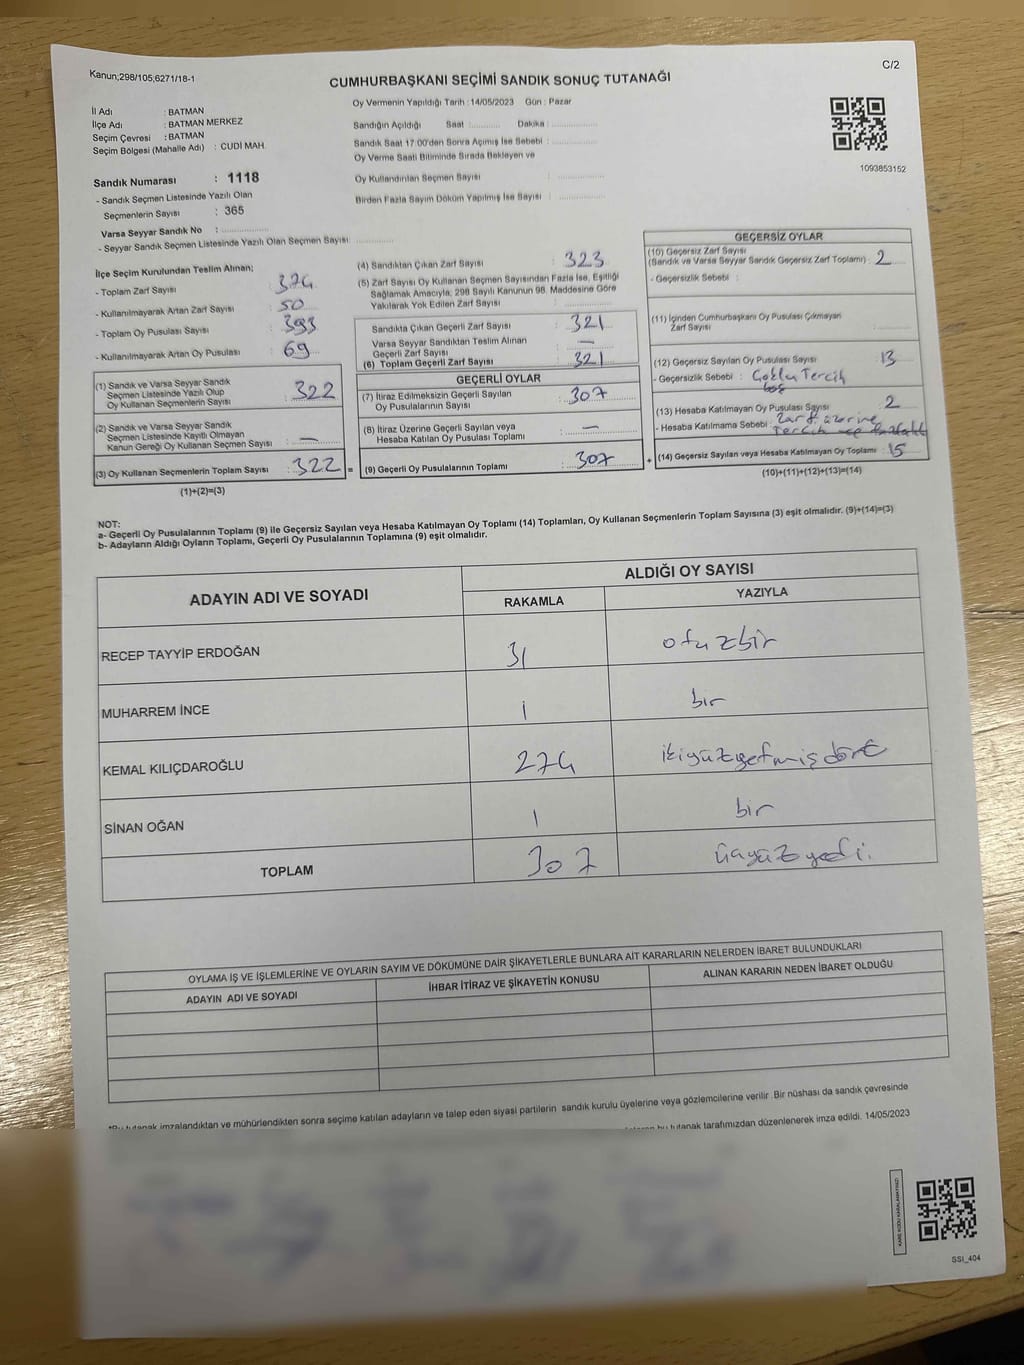 Kanun;298/105;6271/18-1
C/2
CUMHURBAŞKANI SEÇİMİ SANDIK SONUÇ TUTANAĞI
Oy Vermenin Yapıldığı Tarih : 14/05/2023 Gün : Pazar
İl Adı : BATMAN
İlçe Adı : BATMAN MERKEZ
Seçim Çevresi : BATMAN
Seçim Bölgesi (Mahalle Adı) : CUDİ MAH.
Sandığın Açıldığı Saat ........... Dakika : ...................
Sandık Saat 17:00'den Sonra Açılmış İse Sebebi : ...................
Oy Verme Saati Bitiminde Sırada Bekleyen ve
Oy Kullandırılan Seçmen Sayısı : ...................
Birden Fazla Sayım Döküm Yapılmış İse Sayısı : ...................
1093853152
Sandık Numarası : 1118
- Sandık Seçmen Listesinde Yazılı Olan
Seçmenlerin Sayısı : 365
Varsa Seyyar Sandık No : ...................
- Seyyar Sandık Seçmen Listesinde Yazılı Olan Seçmen Sayısı: ...............
İlçe Seçim Kurulundan Teslim Alınan;
- Toplam Zarf Sayısı : 374
- Kullanılmayarak Artan Zarf Sayısı : 50
- Toplam Oy Pusulası Sayısı : 393
- Kullanılmayarak Artan Oy Pusulası : 69
(1) Sandık ve Varsa Seyyar Sandık
Seçmen Listesinde Yazılı Olup
Oy Kullanan Seçmenlerin Sayısı : 322
(2) Sandık ve Varsa Seyyar Sandık
Seçmen Listesinde Kayıtlı Olmayan
Kanun Gereği Oy Kullanan Seçmen Sayısı : —
(3) Oy Kullanan Seçmenlerin Toplam Sayısı : 322 =
(1)+(2)=(3)
(4) Sandıktan Çıkan Zarf Sayısı : 323
(5) Zarf Sayısı Oy Kullanan Seçmen Sayısından Fazla İse, Eşitliği
Sağlamak Amacıyla, 298 Sayılı Kanunun 98. Maddesine Göre
Yakılarak Yok Edilen Zarf Sayısı :
Sandıkta Çıkan Geçerli Zarf Sayısı : 321
Varsa Seyyar Sandıktan Teslim Alınan
Geçerli Zarf Sayısı : —
(6) Toplam Geçerli Zarf Sayısı : 321
GEÇERLİ OYLAR
(7) İtiraz Edilmeksizin Geçerli Sayılan
Oy Pusulalarının Sayısı : 307
(8) İtiraz Üzerine Geçerli Sayılan veya
Hesaba Katılan Oy Pusulası Toplamı : —
(9) Geçerli Oy Pusulalarının Toplamı : 307 +
GEÇERSİZ OYLAR
(10) Geçersiz Zarf Sayısı
(Sandık ve Varsa Seyyar Sandık Geçersiz Zarf Toplamı) : 2
- Geçersizlik Sebebi :
(11) İçinden Cumhurbaşkanı Oy Pusulası Çıkmayan
Zarf Sayısı :
(12) Geçersiz Sayılan Oy Pusulası Sayısı : 13
- Geçersizlik Sebebi : Çoklu Tercih
boş
(13) Hesaba Katılmayan Oy Pusulası Sayısı : 2
- Hesaba Katılmama Sebebi : Zarf üzerine
Tercih
(14) Geçersiz Sayılan veya Hesaba Katılmayan Oy Toplamı : 15
(10)+(11)+(12)+(13)=(14)
NOT:
a- Geçerli Oy Pusulalarının Toplamı (9) ile Geçersiz Sayılan veya Hesaba Katılmayan Oy Toplamı (14) Toplamları, Oy Kullanan Seçmenlerin Toplam Sayısına (3) eşit olmalıdır. (9)+(14)=(3)
b- Adayların Aldığı Oyların Toplamı, Geçerli Oy Pusulalarının Toplamına (9) eşit olmalıdır.
ADAYIN ADI VE SOYADI
ALDIĞI OY SAYISI
RAKAMLA YAZIYLA
RECEP TAYYİP ERDOĞAN 31 otuzbir
MUHARREM İNCE 1 bir
KEMAL KILIÇDAROĞLU 274 ikiyüzyetmişdört
SİNAN OĞAN 1 bir
TOPLAM 307 üçyüzyedi.
OYLAMA İŞ VE İŞLEMLERİNE VE OYLARIN SAYIM VE DÖKÜMÜNE DAİR ŞİKAYETLERLE BUNLARA AİT KARARLARIN NELERDEN İBARET BULUNDUKLARI
ADAYIN ADI VE SOYADI İHBAR İTİRAZ VE ŞİKAYETİN KONUSU ALINAN KARARIN NEDEN İBARET OLDUĞU
*Bu tutanak imzalandıktan ve mühürlendikten sonra seçime katılan adayların ve talep eden siyasi partilerin sandık kurulu üyelerine veya gözlemcilerine verilir. Bir nüshası da sandık çevresinde
bu tutanak tarafımızdan düzenlenerek imza edildi. 14/05/2023
KARE KODU KARALAMAYINIZ!
SSI_404